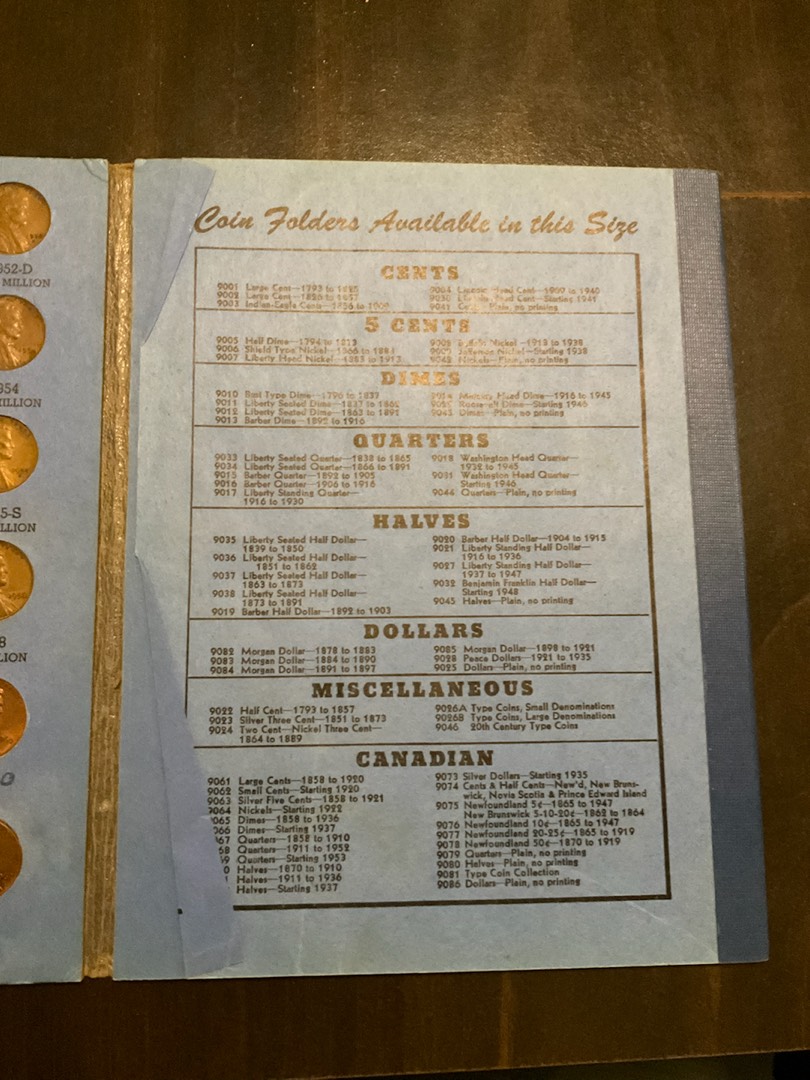 952-D
MILLION
954
ILLION
5-S
LLION
8
LION
Coin Folders Available in this Size
CENTS
9001 Large Cent—1793 to 1825
9002 Large Cent—1826 to 1857
9003 Indian-Eagle Cents—1856 to 1909
9004 Lincoln Head Cent—1909 to 1940
9030 Lincoln Head Cent—Starting 1941
9041 Cents—Plain, no printing
5 CENTS
9005 Half Dime—1794 to 1873
9006 Shield Type Nickel—1866 to 1883
9007 Liberty Head Nickel—1883 to 1913
9008 Buffalo Nickel—1913 to 1938
9009 Jefferson Nickel—Starting 1938
9042 Nickels—Plain, no printing
DIMES
9010 Bust Type Dime—1796 to 1837
9011 Liberty Seated Dime—1837 to 1862
9012 Liberty Seated Dime—1863 to 1891
9013 Barber Dime—1892 to 1916
9014 Mercury Head Dime—1916 to 1945
Roosevelt Dime—Starting 1946
9043 Dimes—Plain, no printing
QUARTERS
9033 Liberty Seated Quarter—1838 to 1865
9034 Liberty Seated Quarter—1866 to 1891
9015 Barber Quarter—1892 to 1905
9016 Barber Quarter—1906 to 1916
9017 Liberty Standing Quarter—
1916 to 1930
9018 Washington Head Quarter—
1932 to 1945
9031 Washington Head Quarter—
Starting 1946
9044 Quarters—Plain, no printing
HALVES
9035 Liberty Seated Half Dollar—
1839 to 1850
9036 Liberty Seated Half Dollar—
1851 to 1862
9037 Liberty Seated Half Dollar—
1863 to 1873
9038 Liberty Seated Half Dollar—
1873 to 1891
9019 Barber Half Dollar—1892 to 1903
9020 Barber Half Dollar—1904 to 1915
9021 Liberty Standing Half Dollar—
1916 to 1936
9027 Liberty Standing Half Dollar—
1937 to 1947
9032 Benjamin Franklin Half Dollar—
Starting 1948
9045 Halves—Plain, no printing
DOLLARS
9082 Morgan Dollar—1878 to 1883
9083 Morgan Dollar—1884 to 1890
9084 Morgan Dollar—1891 to 1897
9085 Morgan Dollar—1898 to 1921
9028 Peace Dollars—1921 to 1935
9025 Dollars—Plain, no printing
MISCELLANEOUS
9022 Half Cent—1793 to 1857
9023 Silver Three Cent—1851 to 1873
9024 Two Cent—Nickel Three Cent—
1864 to 1889
9026A Type Coins, Small Denominations
9026B Type Coins, Large Denominations
9046 20th Century Type Coins
CANADIAN
9061 Large Cents—1858 to 1920
9062 Small Cents—Starting 1920
9063 Silver Five Cents—1858 to 1921
9064 Nickels—Starting 1922
065 Dimes—1858 to 1936
066 Dimes—Starting 1937
67 Quarters—1858 to 1910
68 Quarters—1911 to 1952
9 Quarters—Starting 1953
0 Halves—1870 to 1910
Halves—1911 to 1936
Halves—Starting 1937
9073 Silver Dollars—Starting 1935
9074 Cents & Half Cents—New'd, New Bruns-
wick, Novia Scotia & Prince Edward Island
9075 Newfoundland 5¢—1865 to 1947
New Brunswick 5-10-20¢—1862 to 1864
9076 Newfoundland 10¢—1865 to 1947
9077 Newfoundland 20-25¢—1865 to 1919
9078 Newfoundland 50¢—1870 to 1919
9079 Quarters—Plain, no printing
9080 Halves—Plain, no printing
9081 Type Coin Collection
9086 Dollars—Plain, no printing